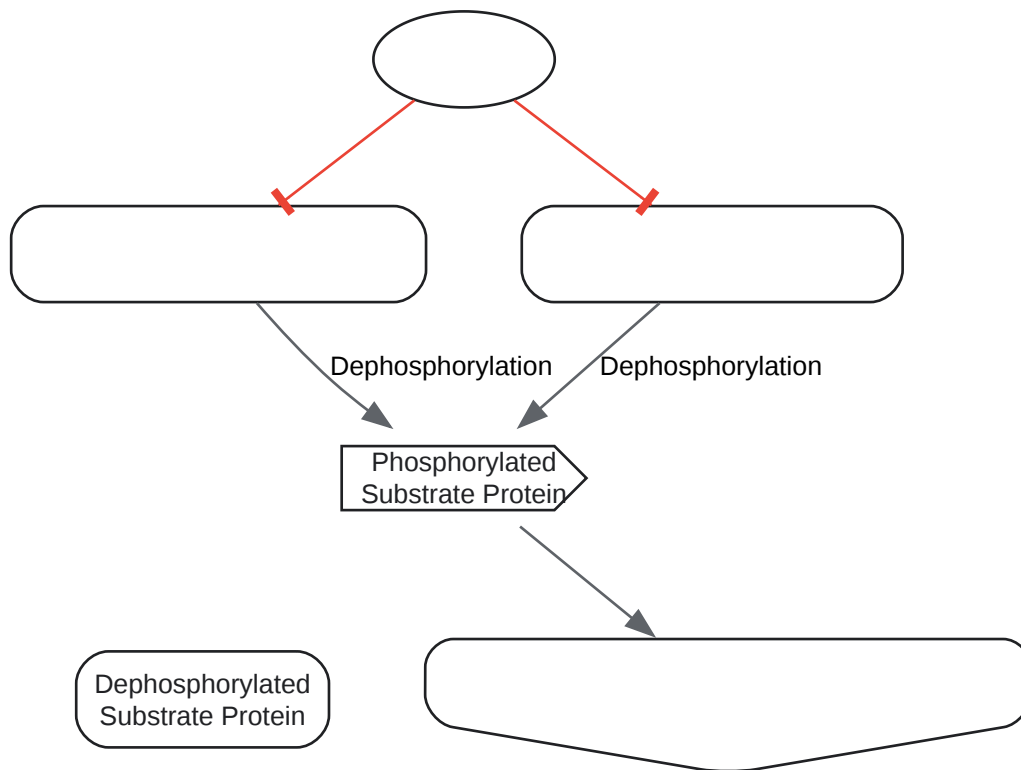 Dephosphorylation
Dephosphorylation
Phosphorylated
Substrate Protein
Dephosphorylated
Substrate Protein